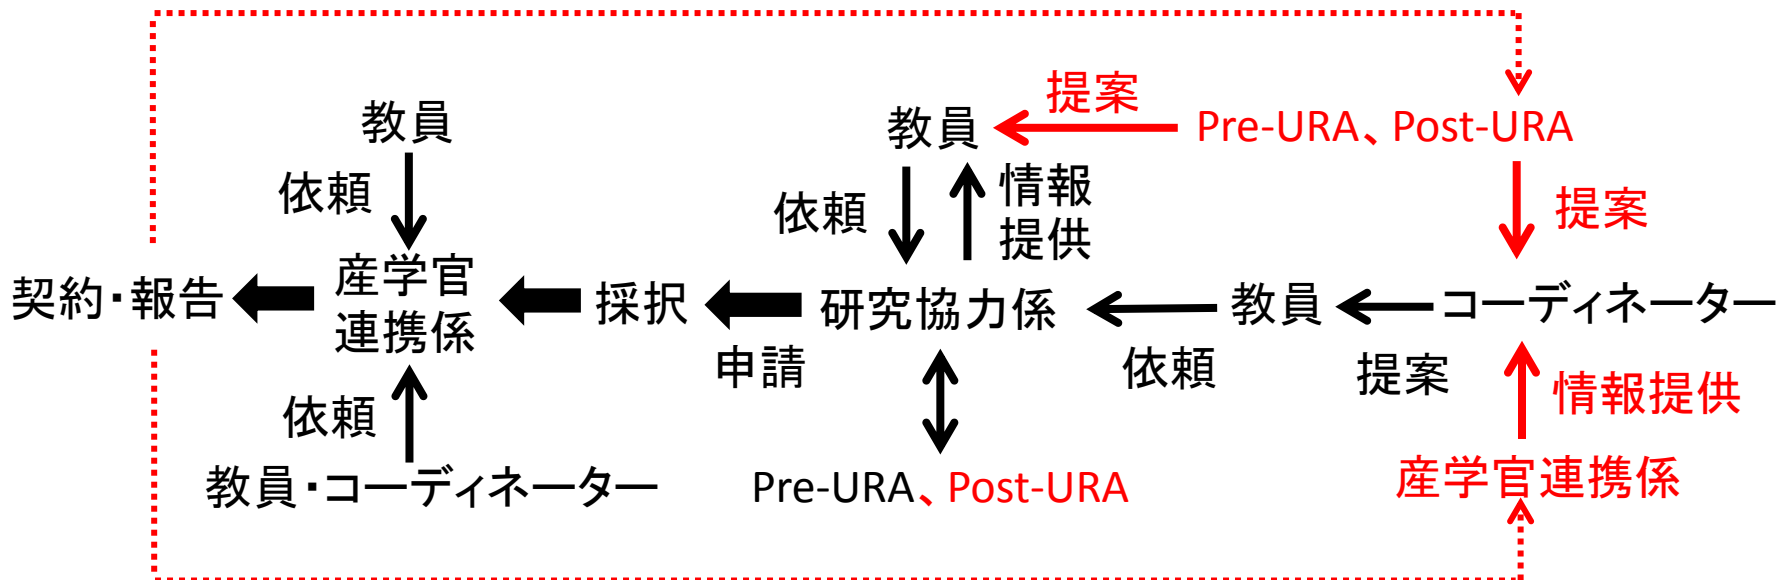 提案
教員
教員
Pre-URA、Post-URA
依頼
依頼
情報
提供
提案
契約・報告
産学官
連携係
採択
研究協力係
教員
コーディネーター
申請
依頼
提案
依頼
情報提供
教員・コーディネーター
Pre-URA、Post-URA
産学官連携係